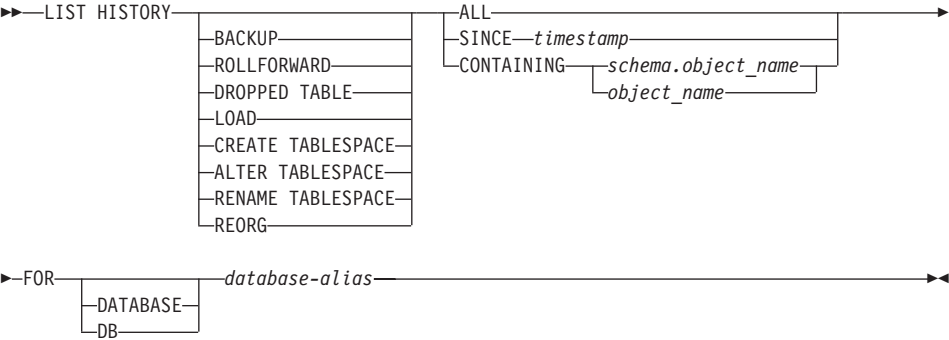 LIST HISTORY ALL
BACKUP SINCE timestamp
ROLLFORWARD CONTAINING schema.object_name
DROPPED TABLE object_name
LOAD
CREATE TABLESPACE
ALTER TABLESPACE
RENAME TABLESPACE
REORG
FOR database-alias
DATABASE
DB